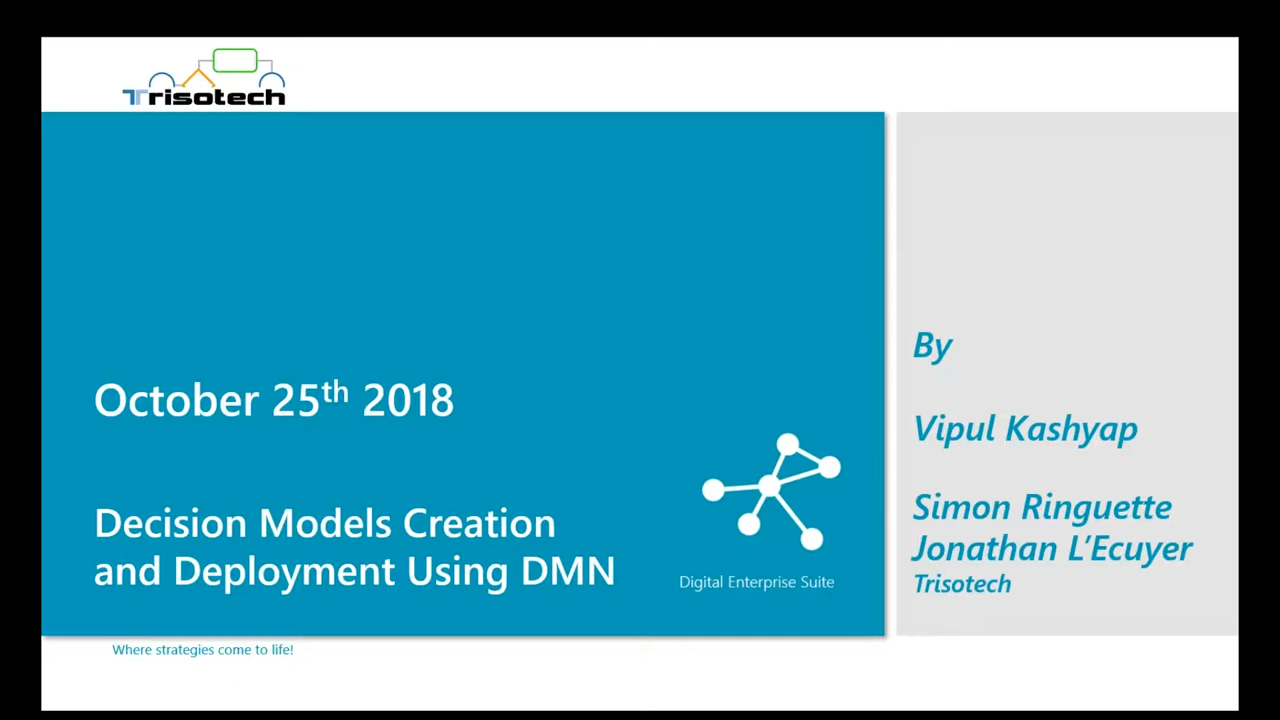 Trisotech
October 25th 2018
Decision Models Creation
and Deployment Using DMN
Digital Enterprise Suite
By
Vipul Kashyap
Simon Ringuette
Jonathan L’Ecuyer
Trisotech
Where strategies come to life!